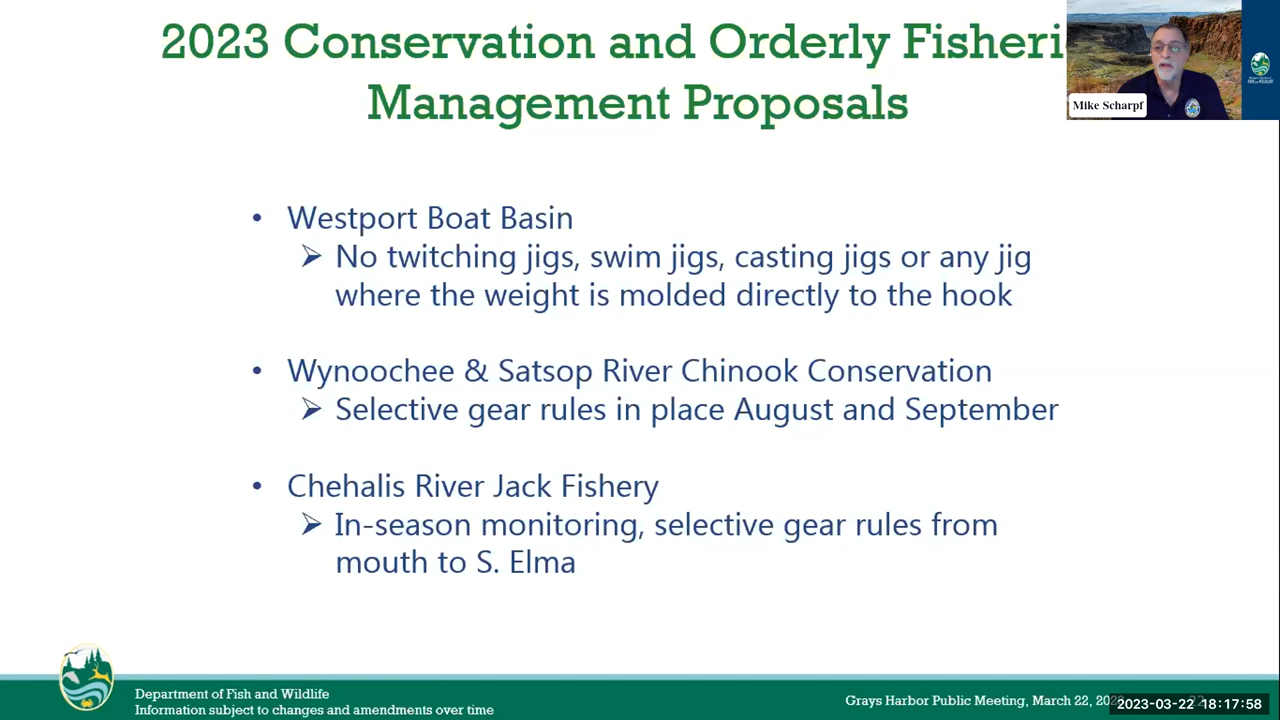 2023 Conservation and Orderly Fisheri
Management Proposals
Mike Scharpf
• Westport Boat Basin
➢ No twitching jigs, swim jigs, casting jigs or any jig
where the weight is molded directly to the hook
• Wynoochee & Satsop River Chinook Conservation
➢ Selective gear rules in place August and September
• Chehalis River Jack Fishery
➢ In-season monitoring, selective gear rules from
mouth to S. Elma
Department of Fish and Wildlife
Information subject to changes and amendments over time
Grays Harbor Public Meeting, March 22, 202
2023-03-22 18:17:58